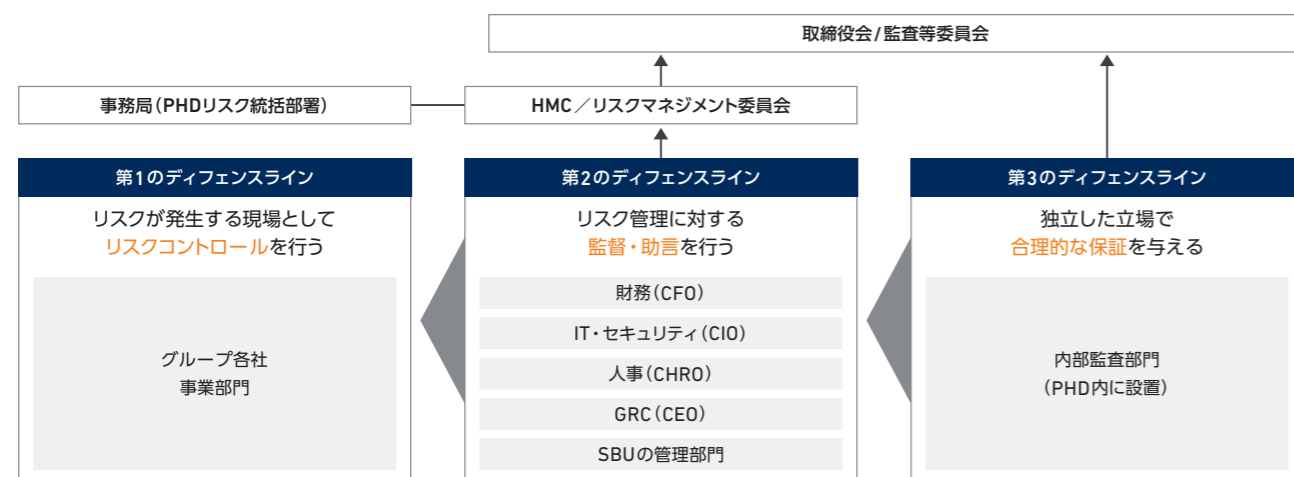 取締役会/監査等委員会
事務局(PHDリスク統括部署)
HMC／リスクマネジメント委員会
第1のディフェンスライン
リスクが発生する現場として
リスクコントロールを行う
グループ各社
事業部門
第2のディフェンスライン
リスク管理に対する
監督・助言を行う
財務(CFO)
IT・セキュリティ(CIO)
人事(CHRO)
GRC(CEO)
SBUの管理部門
第3のディフェンスライン
独立した立場で
合理的な保証を与える
内部監査部門
(PHD内に設置)